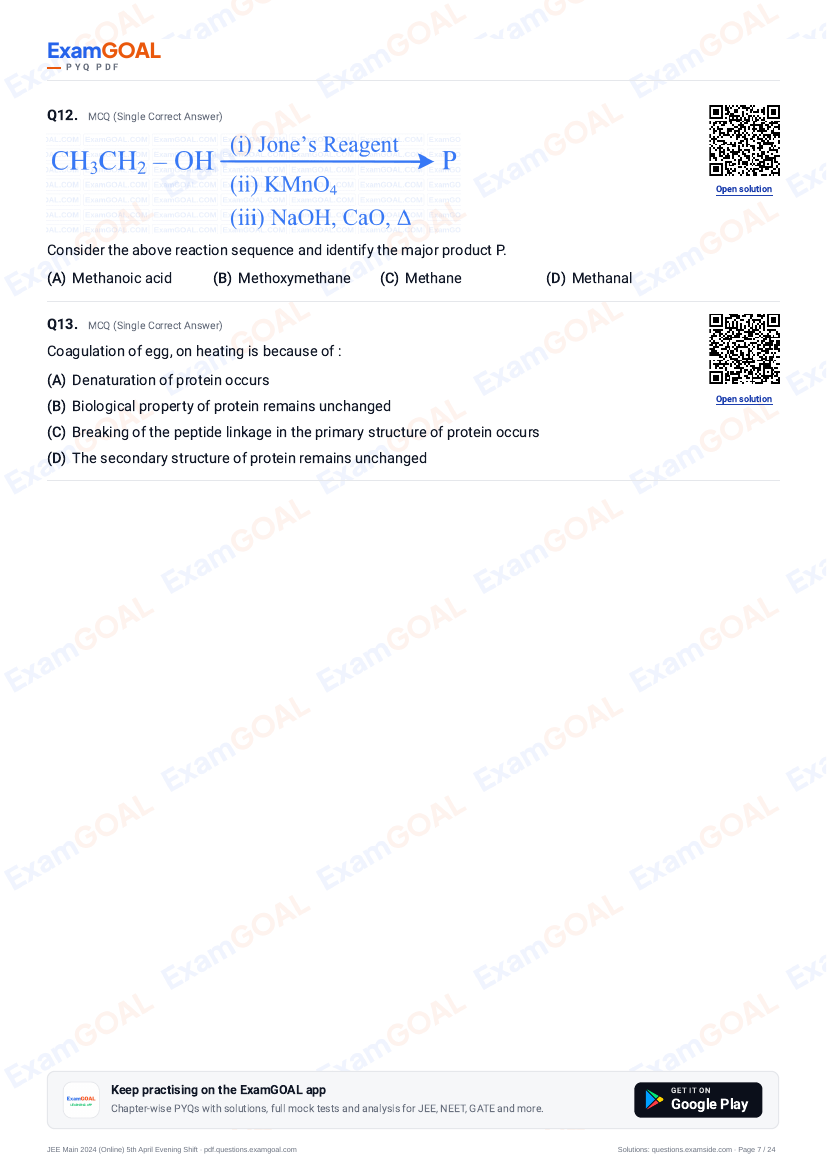 ExamGOAL
PYQ PDF
Q12. MCQ (Single Correct Answer)
CH₃CH₂ – OH (i) Jone's Reagent P
(ii) KMnO₄
(iii) NaOH, CaO, Δ
Open solution
Consider the above reaction sequence and identify the major product P.
(A) Methanoic acid (B) Methoxymethane (C) Methane (D) Methanal
Q13. MCQ (Single Correct Answer)
Coagulation of egg, on heating is because of :
(A) Denaturation of protein occurs
(B) Biological property of protein remains unchanged
Open solution
(C) Breaking of the peptide linkage in the primary structure of protein occurs
(D) The secondary structure of protein remains unchanged
Keep practising on the ExamGOAL app
Chapter-wise PYQs with solutions, full mock tests and analysis for JEE, NEET, GATE and more.
GET IT ON
Google Play
JEE Main 2024 (Online) 5th April Evening Shift · pdf.questions.examgoal.com
Solutions: questions.examside.com · Page 7 / 24